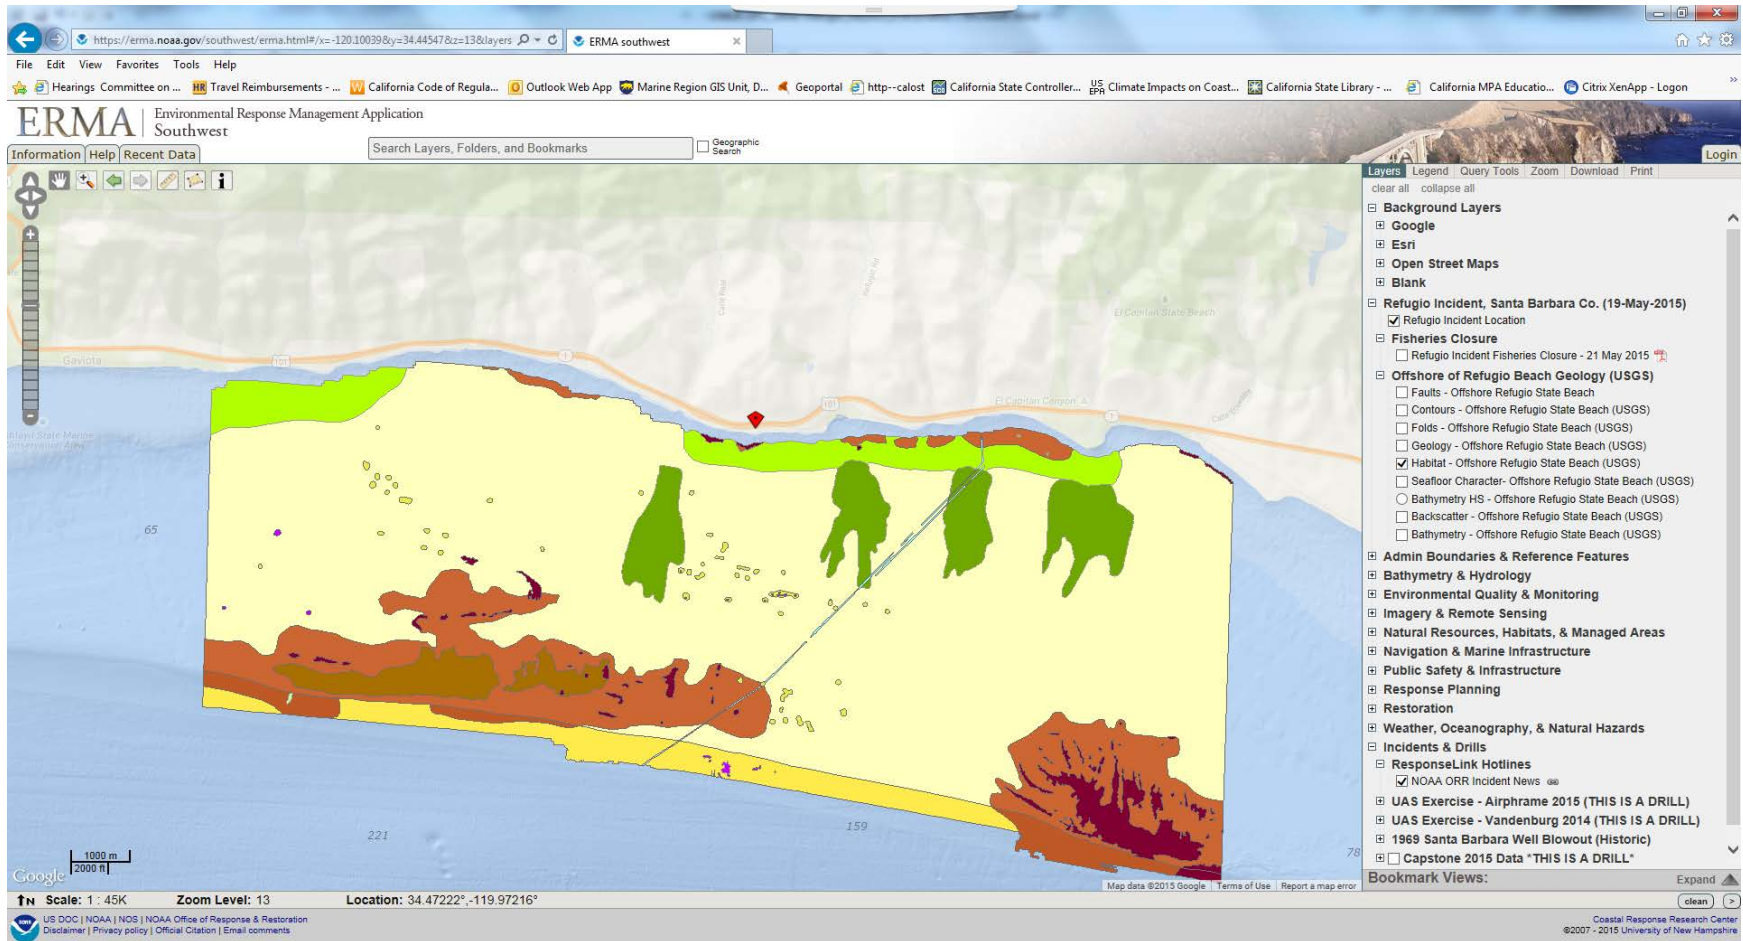 https://erma.noaa.gov/southwest/erma.html#/x=-120.10039&y=34.44547&z=13&layers
ERMA southwest
File Edit View Favorites Tools Help
Hearings Committee on ... HR Travel Reimbursements - ... W California Code of Regula... Outlook Web App Marine Region GIS Unit, D... Geoportal http--calost California State Controller... US EPA Climate Impacts on Coast... California State Library - ... California MPA Educatio... Citrix XenApp - Logon
ERMA
Environmental Response Management Application
Southwest
Information Help Recent Data
Search Layers, Folders, and Bookmarks
Geographic
Search
Login
Layers Legend Query Tools Zoom Download Print
clear all collapse all
Background Layers
Google
Esri
Open Street Maps
Blank
Refugio Incident, Santa Barbara Co. (19-May-2015)
Refugio Incident Location
Fisheries Closure
Refugio Incident Fisheries Closure - 21 May 2015
Offshore of Refugio Beach Geology (USGS)
Faults - Offshore Refugio State Beach
Contours - Offshore Refugio State Beach (USGS)
Folds - Offshore Refugio State Beach (USGS)
Geology - Offshore Refugio State Beach (USGS)
Habitat - Offshore Refugio State Beach (USGS)
Seafloor Character- Offshore Refugio State Beach (USGS)
Bathymetry HS - Offshore Refugio State Beach (USGS)
Backscatter - Offshore Refugio State Beach (USGS)
Bathymetry - Offshore Refugio State Beach (USGS)
Admin Boundaries & Reference Features
Bathymetry & Hydrology
Environmental Quality & Monitoring
Imagery & Remote Sensing
Natural Resources, Habitats, & Managed Areas
Navigation & Marine Infrastructure
Public Safety & Infrastructure
Response Planning
Restoration
Weather, Oceanography, & Natural Hazards
Incidents & Drills
ResponseLink Hotlines
NOAA ORR Incident News
UAS Exercise - Airphrame 2015 (THIS IS A DRILL)
UAS Exercise - Vandenburg 2014 (THIS IS A DRILL)
1969 Santa Barbara Well Blowout (Historic)
Capstone 2015 Data *THIS IS A DRILL*
Bookmark Views: Expand
clean >
Refugio Rd
El Capitan State Beach
Gaviota
101
1
101
El Capitan Canyon
1
65
221
159
78
1000 m
2000 ft
Google
Map data ©2015 Google Terms of Use Report a map error
N Scale: 1 : 45K Zoom Level: 13 Location: 34.47222°,-119.97216°
US DOC | NOAA | NOS | NOAA Office of Response & Restoration
Disclaimer | Privacy policy | Official Citation | Email comments
Coastal Response Research Center
©2007 - 2015 University of New Hampshire